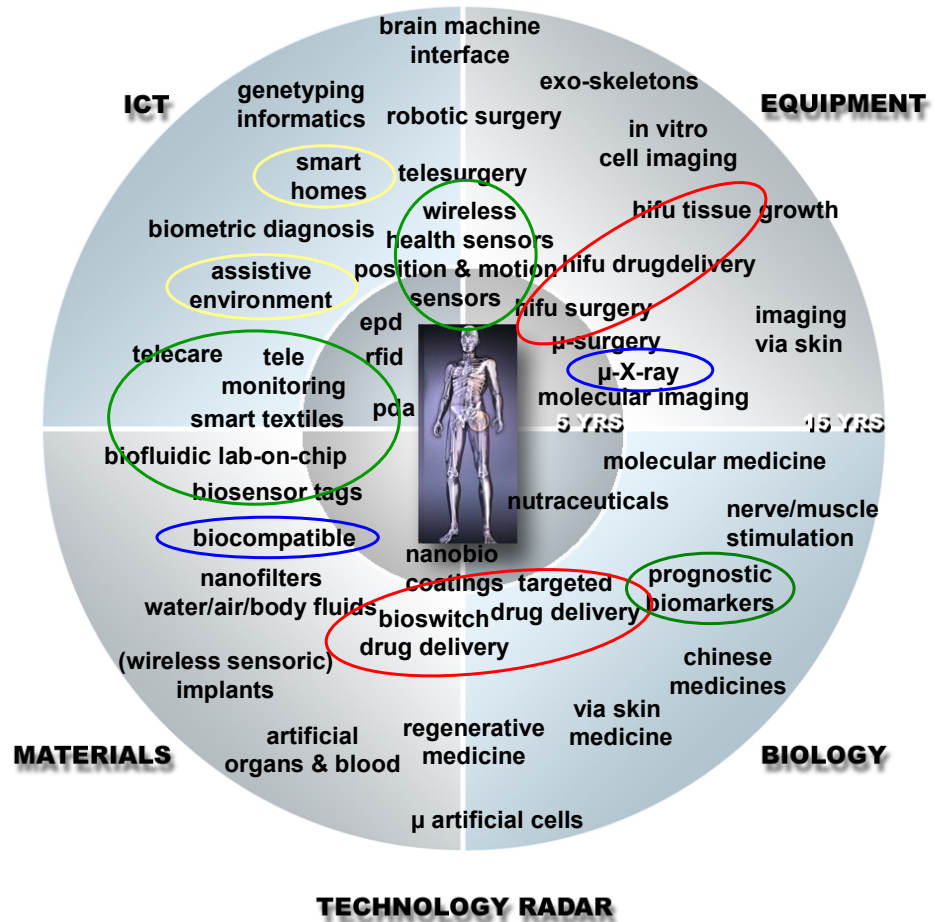 brain machine
interface
exo-skeletons
ICT
genetyping
informatics
robotic surgery
EQUIPMENT
in vitro
cell imaging
smart
homes
telesurgery
wireless
health sensors
position & motion
sensors
hifu tissue growth
biometric diagnosis
assistive
environment
hifu drugdelivery
hifu surgery
imaging
via skin
epd
rfid
pda
telecare
tele
monitoring
smart textiles
µ-surgery
µ-X-ray
molecular imaging
5 YRS
15 YRS
biofluidic lab-on-chip
biosensor tags
molecular medicine
nutraceuticals
nerve/muscle
stimulation
biocompatible
nanobio
coatings
targeted
drug delivery
prognostic
biomarkers
nanofilters
water/air/body fluids
bioswitch
drug delivery
(wireless sensoric)
implants
chinese
medicines
via skin
medicine
regenerative
medicine
artificial
organs & blood
MATERIALS
BIOLOGY
µ artificial cells
TECHNOLOGY RADAR